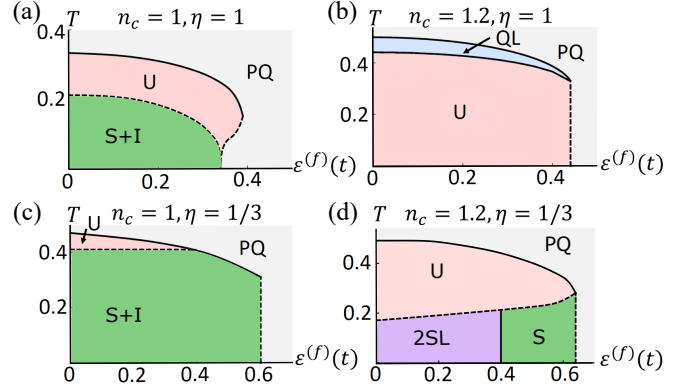 (a) T n_c = 1, η = 1
0.4
0.2
U
PQ
S+I
0 0.2 0.4 ε^(f)(t)
(b) T n_c = 1.2, η = 1
QL
PQ
0.4
0.2
U
0 0.2 0.4 ε^(f)(t)
(c) T n_c = 1, η = 1/3
U
PQ
0.4
0.2
S+I
0 0.2 0.4 0.6 ε^(f)(t)
(d) T n_c = 1.2, η = 1/3
PQ
0.4
U
0.2
2SL S
0 0.2 0.4 0.6 ε^(f)(t)